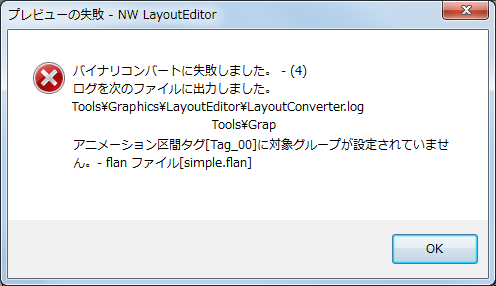 プレビューの失敗 - NW LayoutEditor
バイナリコンバートに失敗しました。 - (4)
ログを次のファイルに出力しました。
Tools¥Graphics¥LayoutEditor¥LayoutConverter.log
Tools¥Grap
アニメーション区間タグ[Tag_00]に対象グループが設定されていませ
ん。- flan ファイル[simple.flan]
OK